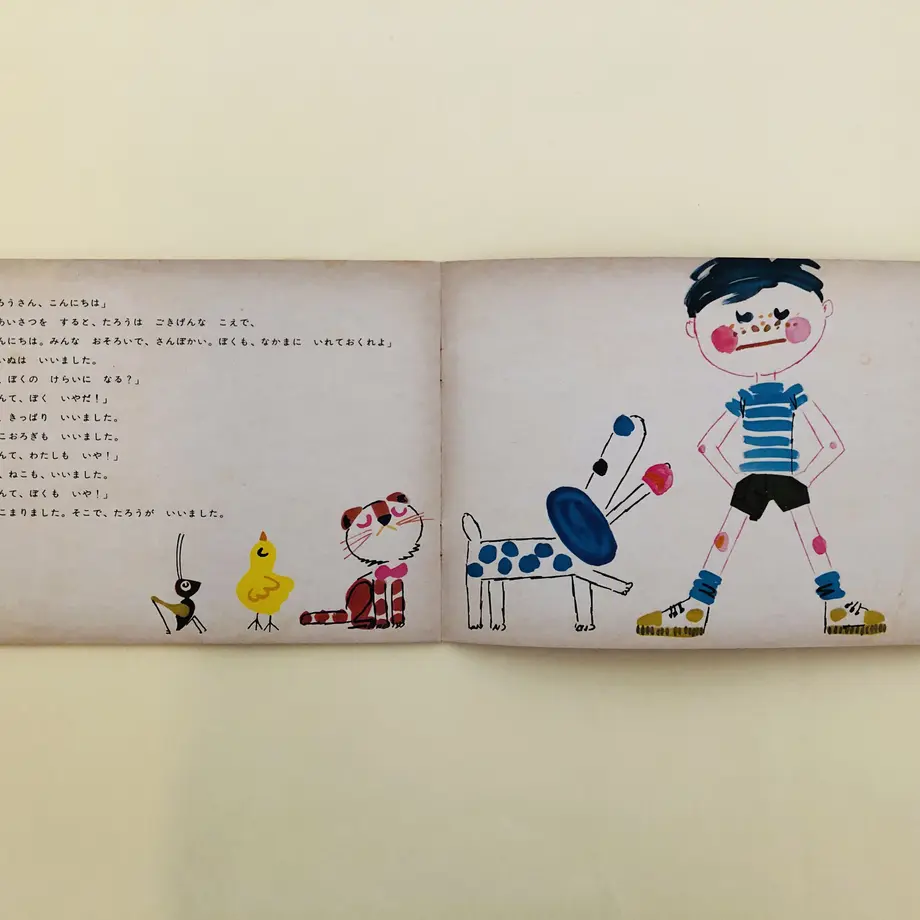 ろうさん、こんにちは」
あいさつを　すると、たろうは　ごきげんな　こえで、
んにちは。みんな　おそろいで、さんぽかい。ぼくも、なかまに　いれておくれよ」
いぬは　いいました。
、ぼくの　けらいに　なる?」
んて、ぼく　いやだ!」
、きっぱり　いいました。
こおろぎも　いいました。
んて、わたしも　いや!」
、ねこも、いいました。
んて、ぼくも　いや!」
こまりました。そこで、たろうが　いいました。